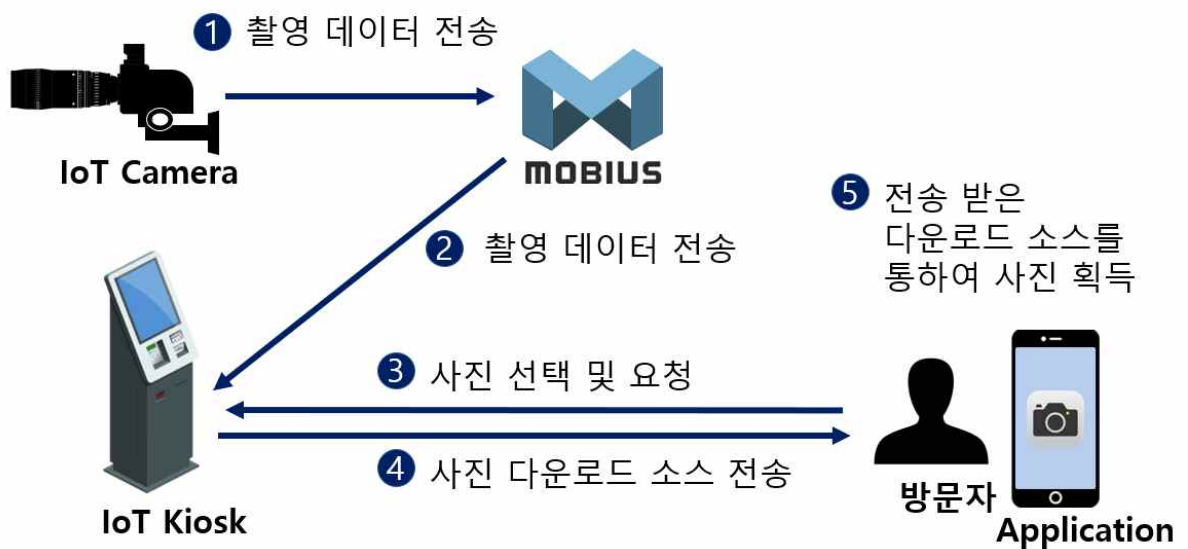 1 촬영 데이터 전송
IoT Camera
MOBIUS
2 촬영 데이터 전송
5 전송 받은
다운로드 소스를
통하여 사진 획득
3 사진 선택 및 요청
4 사진 다운로드 소스 전송
IoT Kiosk
방문자
Application